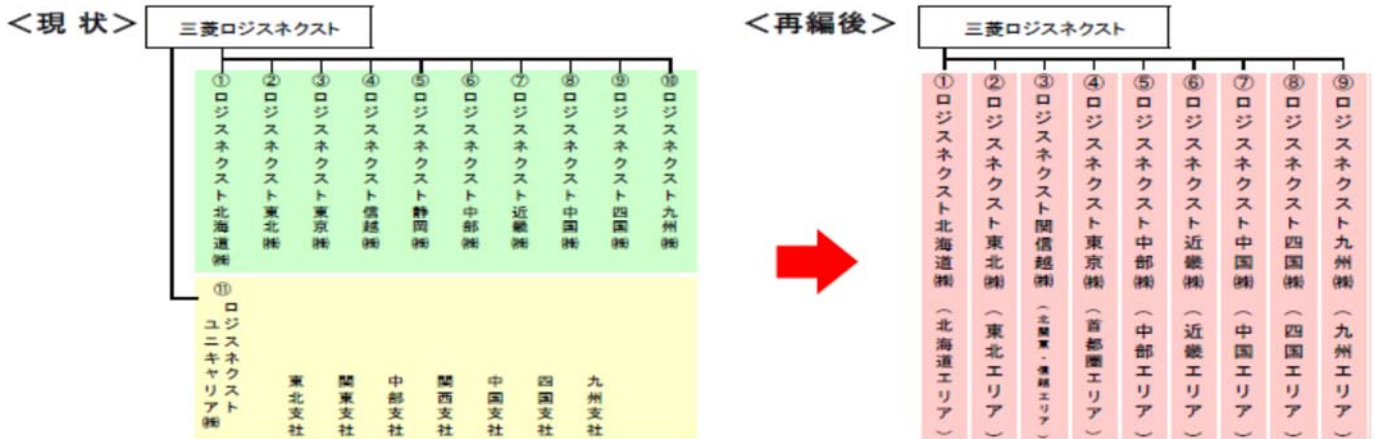 ＜現 状＞
三菱ロジスネクスト
①ロジスネクスト北海道㈱
②ロジスネクスト東北㈱
③ロジスネクスト東京㈱
④ロジスネクスト信越㈱
⑤ロジスネクスト静岡㈱
⑥ロジスネクスト中部㈱
⑦ロジスネクスト近畿㈱
⑧ロジスネクスト中国㈱
⑨ロジスネクスト四国㈱
⑩ロジスネクスト九州㈱
⑪ロジスネクスト
ユニキャリア㈱
東北支社
関東支社
中部支社
関西支社
中国支社
四国支社
九州支社
＜再編後＞
三菱ロジスネクスト
①ロジスネクスト北海道㈱（北海道エリア）
②ロジスネクスト東北㈱（東北エリア）
③ロジスネクスト関信越㈱（北関東・信越エリア）
④ロジスネクスト東京㈱（首都圏エリア）
⑤ロジスネクスト中部㈱（中部エリア）
⑥ロジスネクスト近畿㈱（近畿エリア）
⑦ロジスネクスト中国㈱（中国エリア）
⑧ロジスネクスト四国㈱（四国エリア）
⑨ロジスネクスト九州㈱（九州エリア）